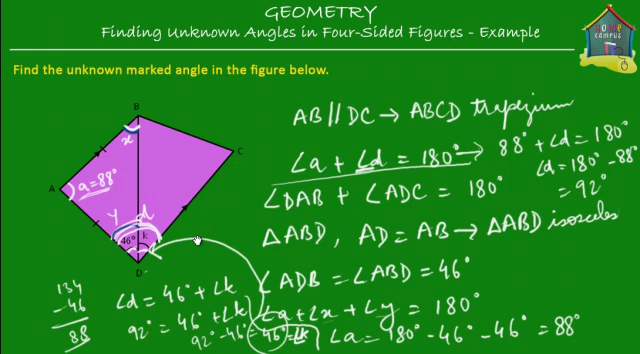 GEOMETRY
Finding Unknown Angles in Four-Sided Figures - Example
HOME CAMPUS
Find the unknown marked angle in the figure below.
B
x
C
A
a=88°
y d
46° k
D
AB//DC → ABCD trapezium
∠a + ∠d = 180° → 88° + ∠d = 180°
∠d = 180° - 88°
= 92°
∠DAB + ∠ADC = 180°
△ABD, AD = AB → △ABD isosceles
∠ADB = ∠ABD = 46°
∠a + ∠x + ∠y = 180°
∠a = 180° - 46° - 46° = 88°
134
-46
88
∠d = 46° + ∠k
92° = 46° + ∠k
92° - 46° = 46° = ∠k